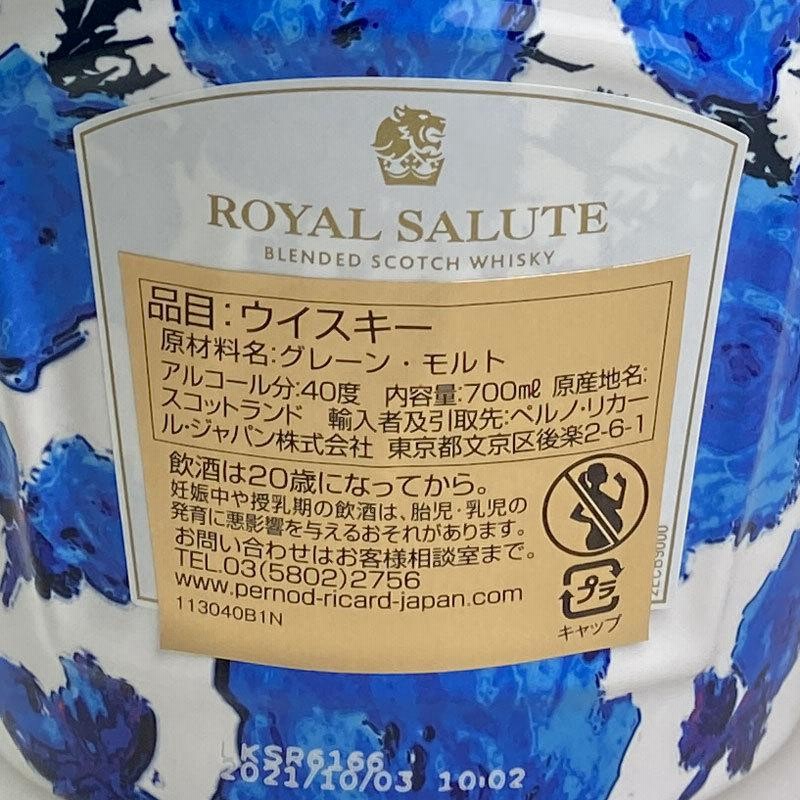 ROYAL SALUTE
BLENDED SCOTCH WHISKY
品目:ウイスキー
原材料名:グレーン・モルト
アルコール分:40度 内容量:700㎖ 原産地名:
スコットランド 輸入者及引取先:ペルノ・リカー
ル・ジャパン株式会社 東京都文京区後楽2-6-1
飲酒は20歳になってから。
妊娠中や授乳期の飲酒は、胎児・乳児の
発育に悪影響を与えるおそれがあります。
お問い合わせはお客様相談室まで。
TEL.03(5802)2756
www.pernod-ricard-japan.com
113040B1N
プラ
キャップ
LKSR6166
2021/10/03 10:02